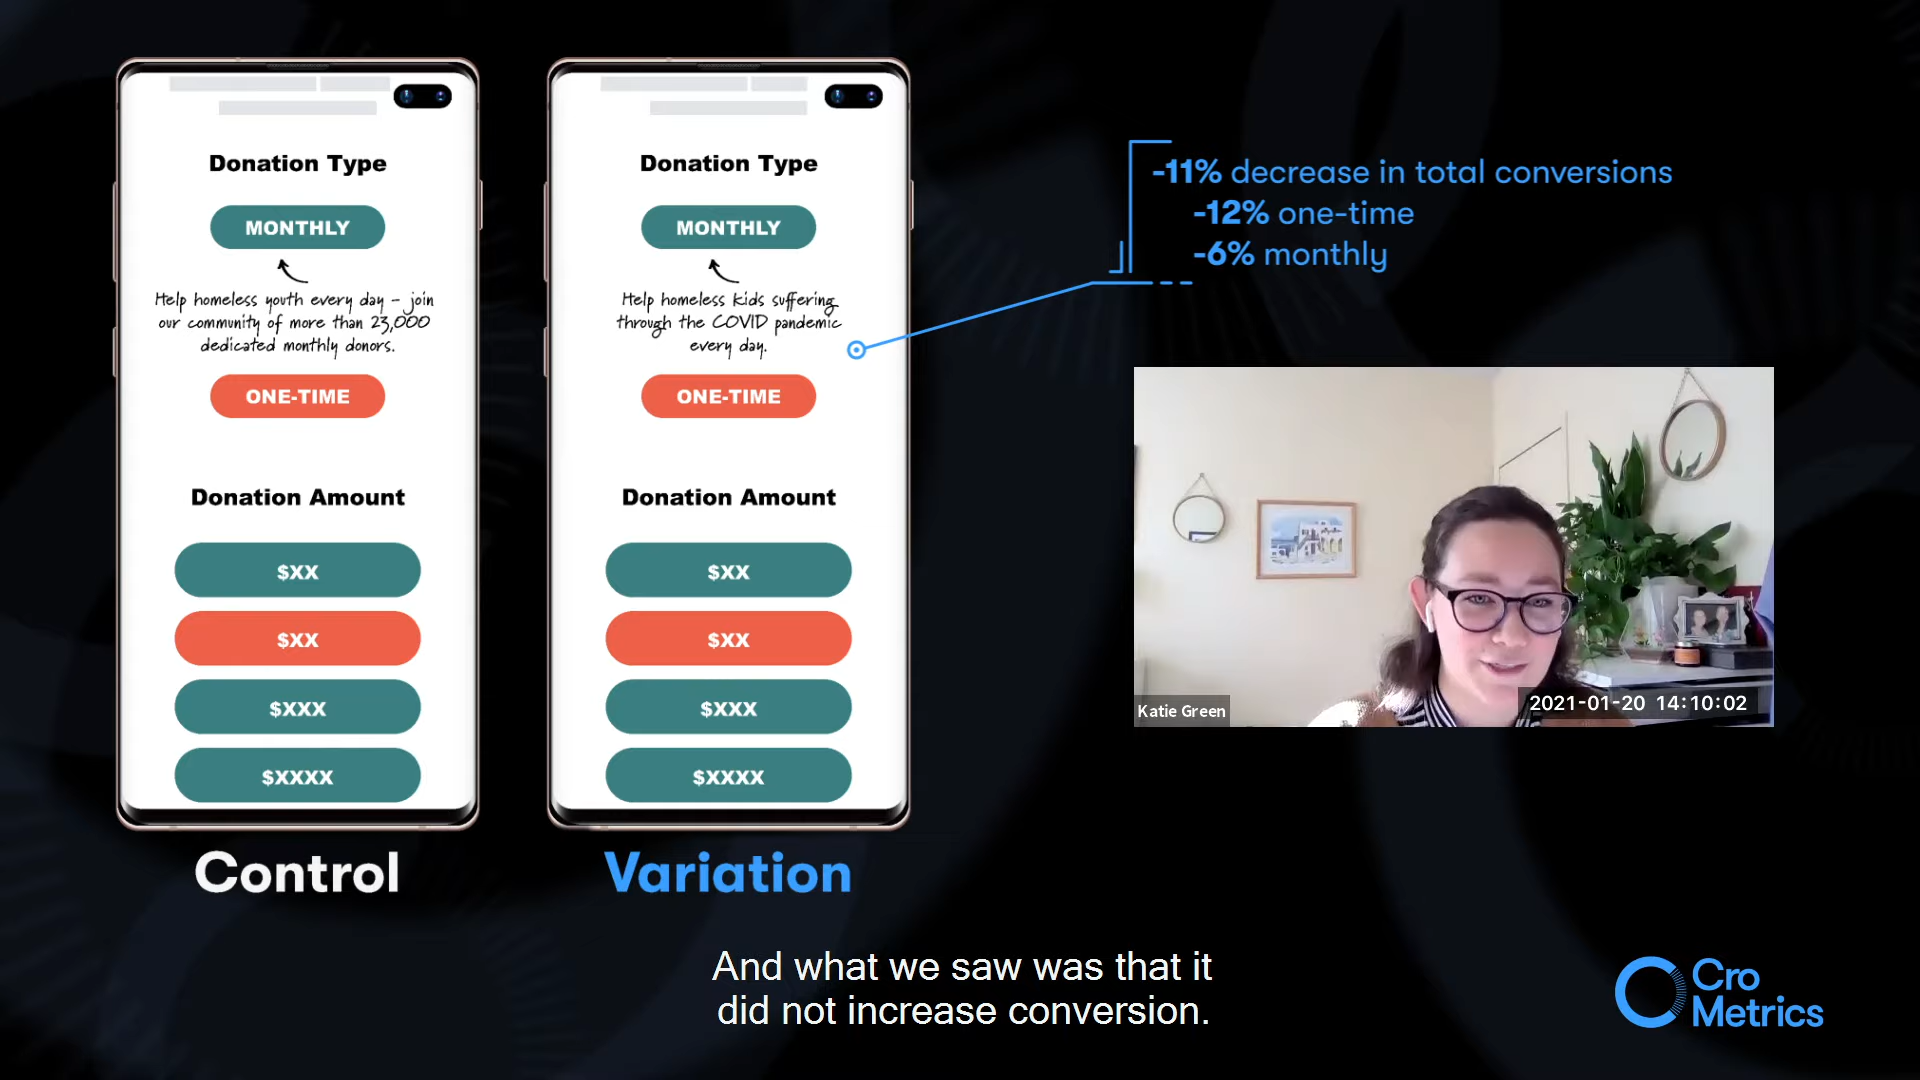 Donation Type
MONTHLY
Help homeless youth every day – join
our community of more than 23,000
dedicated monthly donors.
ONE-TIME
Donation Amount
$XX
$XX
$XXX
$XXXX
Control
Donation Type
MONTHLY
Help homeless kids suffering
through the COVID pandemic
every day.
ONE-TIME
Donation Amount
$XX
$XX
$XXX
$XXXX
Variation
-11% decrease in total conversions
-12% one-time
-6% monthly
Katie Green
2021-01-20 14:10:02
And what we saw was that it
did not increase conversion.
Cro
Metrics